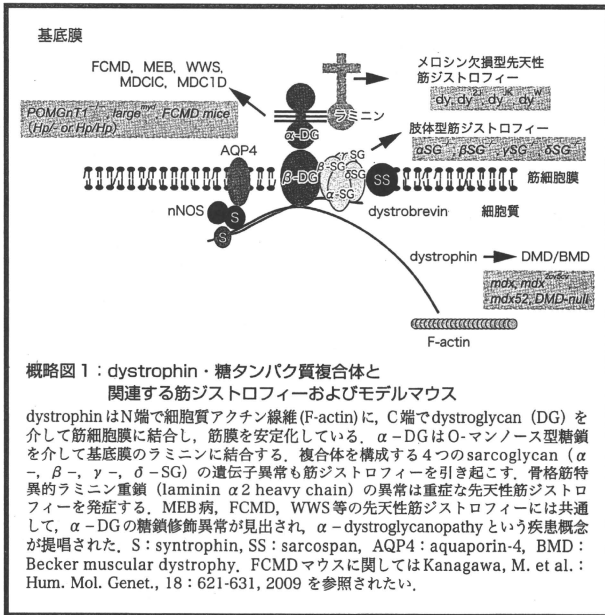 基底膜
FCMD, MEB, WWS,
MDCIC, MDC1D
メロシン欠損型先天性
筋ジストロフィー
dy, dy2J, dyJK, dyW
POMGnT1-/-, largemyd, FCMD mice
(Hp/- or Hp/Hp)
ラミニン
α-DG
肢体型筋ジストロフィー
αSG, βSG, γSG, δSG
AQP4
β-DG
β-SG
γSG
δSG
α-SG
SS
筋細胞膜
nNOS
S
S
dystrobrevin
細胞質
dystrophin
DMD/BMD
mdx, mdx
mdx52, DMD-null
F-actin
概略図1：dystrophin・糖タンパク質複合体と
関連する筋ジストロフィーおよびモデルマウス
dystrophinはN端で細胞質アクチン線維(F-actin)に，C端でdystroglycan（DG）を
介して筋細胞膜に結合し，筋膜を安定化している．α－DGはO-マンノース型糖鎖
を介して基底膜のラミニンに結合する．複合体を構成する4つのsarcoglycan（α
－，β－，γ－，δ－SG）の遺伝子異常も筋ジストロフィーを引き起こす．骨格筋特
異的ラミニン重鎖（laminin α2 heavy chain）の異常は重症な先天性筋ジストロ
フィーを発症する．MEB病，FCMD，WWS等の先天性筋ジストロフィーには共通
して，α－DGの糖鎖修飾異常が見出され，α－dystroglycanopathyという疾患概念
が提唱された．S：syntrophin, SS：sarcospan, AQP4：aquaporin-4, BMD：
Becker muscular dystrophy. FCMDマウスに関してはKanagawa, M. et al.：
Hum. Mol. Genet., 18：621-631, 2009 を参照されたい．